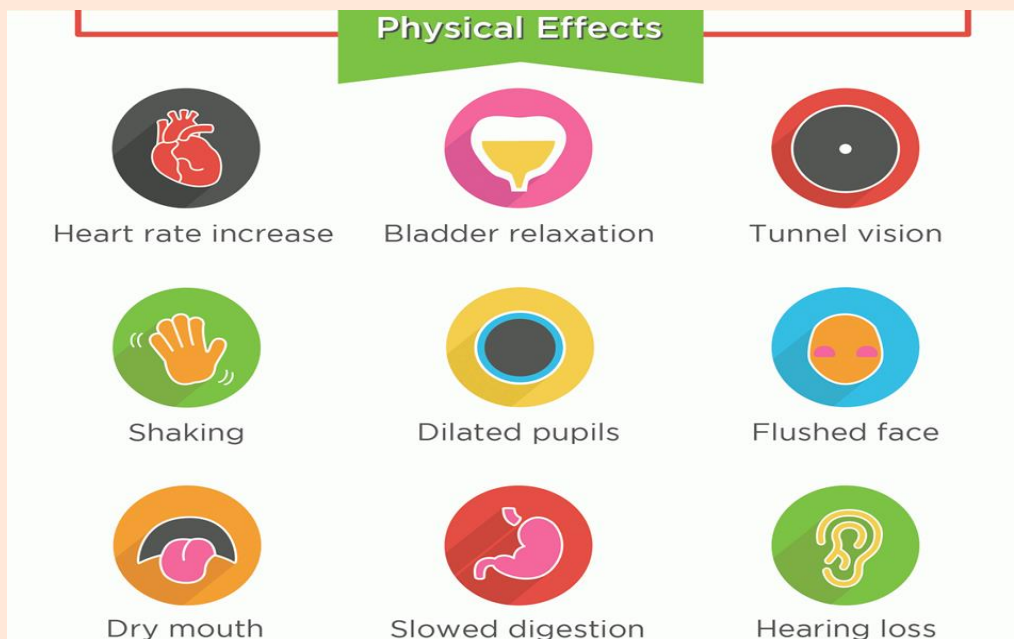 Physical Effects
Heart rate increase
Bladder relaxation
Tunnel vision
Shaking
Dilated pupils
Flushed face
Dry mouth
Slowed digestion
Hearing loss